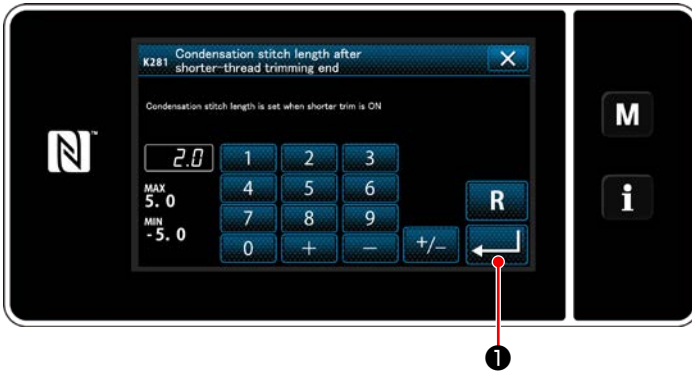 K281 Condensation stitch length after
shorter-thread trimming end
Condensation stitch length is set when shorter trim is ON
2.0 1 2 3
MAX
5.0
4 5 6
MIN
-5.0
7 8 9
0 + − +/−
R
M
i
N™
❶